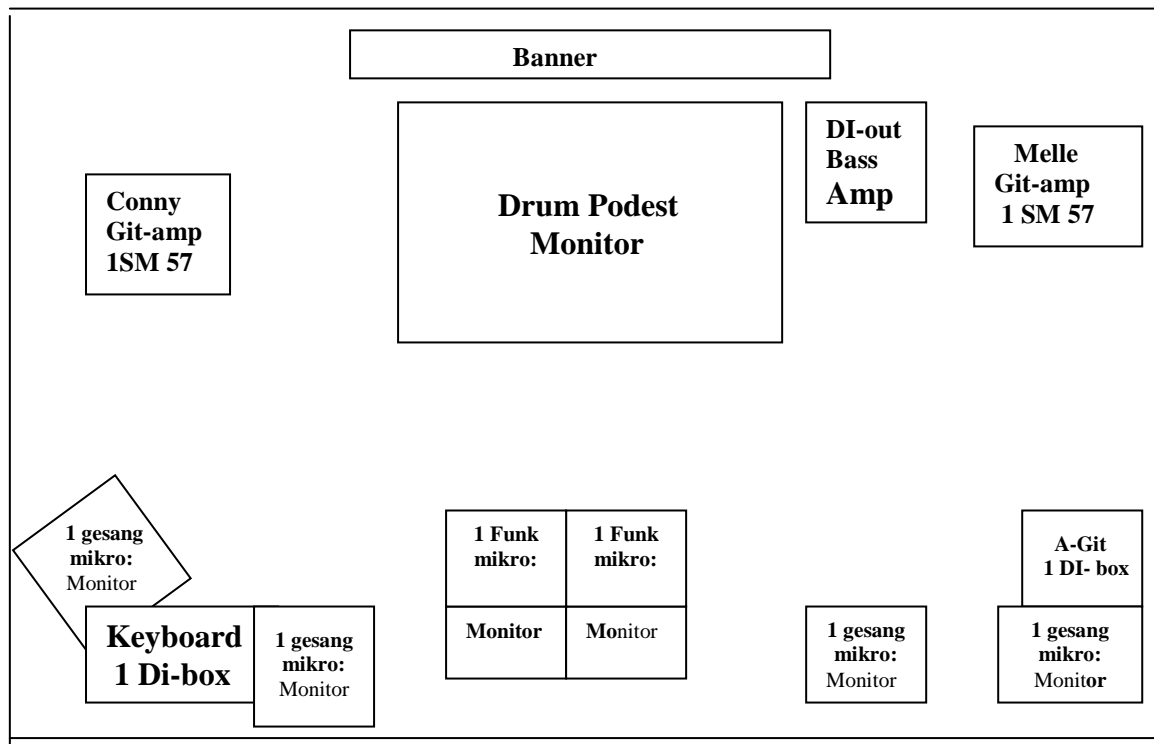 Banner
DI-out
Bass
Amp
Melle
Git-amp
1 SM 57
Conny
Git-amp
1SM 57
Drum Podest
Monitor
1 gesang
mikro:
Monitor
Keyboard
1 Di-box
1 gesang
mikro:
Monitor
1 Funk
mikro:
1 Funk
mikro:
Monitor
Monitor
1 gesang
mikro:
Monitor
A-Git
1 DI- box
1 gesang
mikro:
Monitor